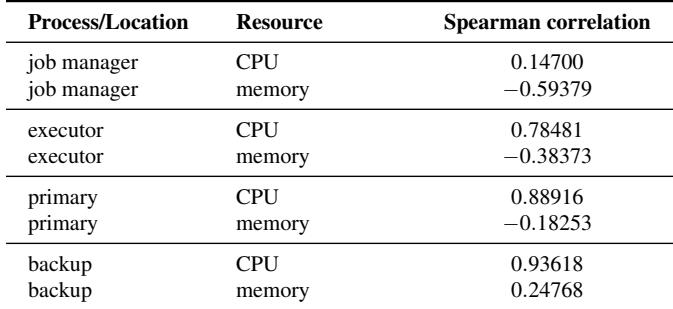 Process/Location Resource Spearman correlation
job manager CPU 0.14700
job manager memory −0.59379
executor CPU 0.78481
executor memory −0.38373
primary CPU 0.88916
primary memory −0.18253
backup CPU 0.93618
backup memory 0.24768